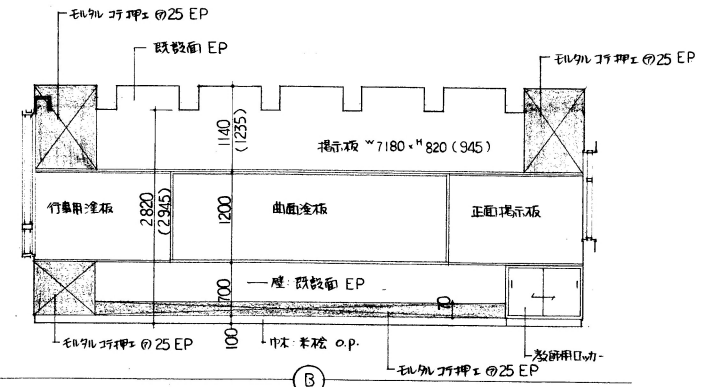 モルタル コテ押エ ⑦25 EP
既設面 EP
モルタル コテ押エ ⑦25 EP
1140
(1235)
掲示板 W7180×H820 (945)
行事用塗板
2820
(2945)
1200
曲面塗板
正面掲示板
700
壁:既設面 EP
70
100
モルタル コテ押エ ⑦25 EP
巾木:米桧 O.P.
モルタル コテ押エ ⑦25 EP
教師用ロッカー
B